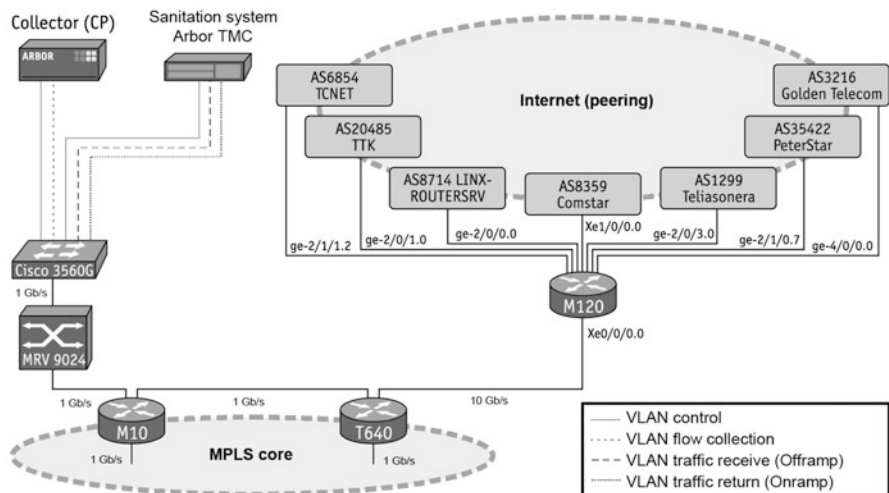 Collector (CP)
ARBOR
Sanitation system
Arbor TMC
Internet (peering)
AS6854
TCNET
AS3216
Golden Telecom
AS20485
TTK
AS35422
PeterStar
AS8714 LINX-
ROUTERSRV
AS8359
Comstar
AS1299
Teliasonera
ge-2/1/1.2
ge-2/0/1.0
ge-2/0/0.0
Xe1/0/0.0
ge-2/0/3.0
ge-2/1/0.7
ge-4/0/0.0
Cisco 3560G
1 Gb/s
M120
Xe0/0/0.0
MRV 9024
1 Gb/s
1 Gb/s
10 Gb/s
M10
T640
1 Gb/s
MPLS core
1 Gb/s
VLAN control
VLAN flow collection
VLAN traffic receive (Offramp)
VLAN traffic return (Onramp)